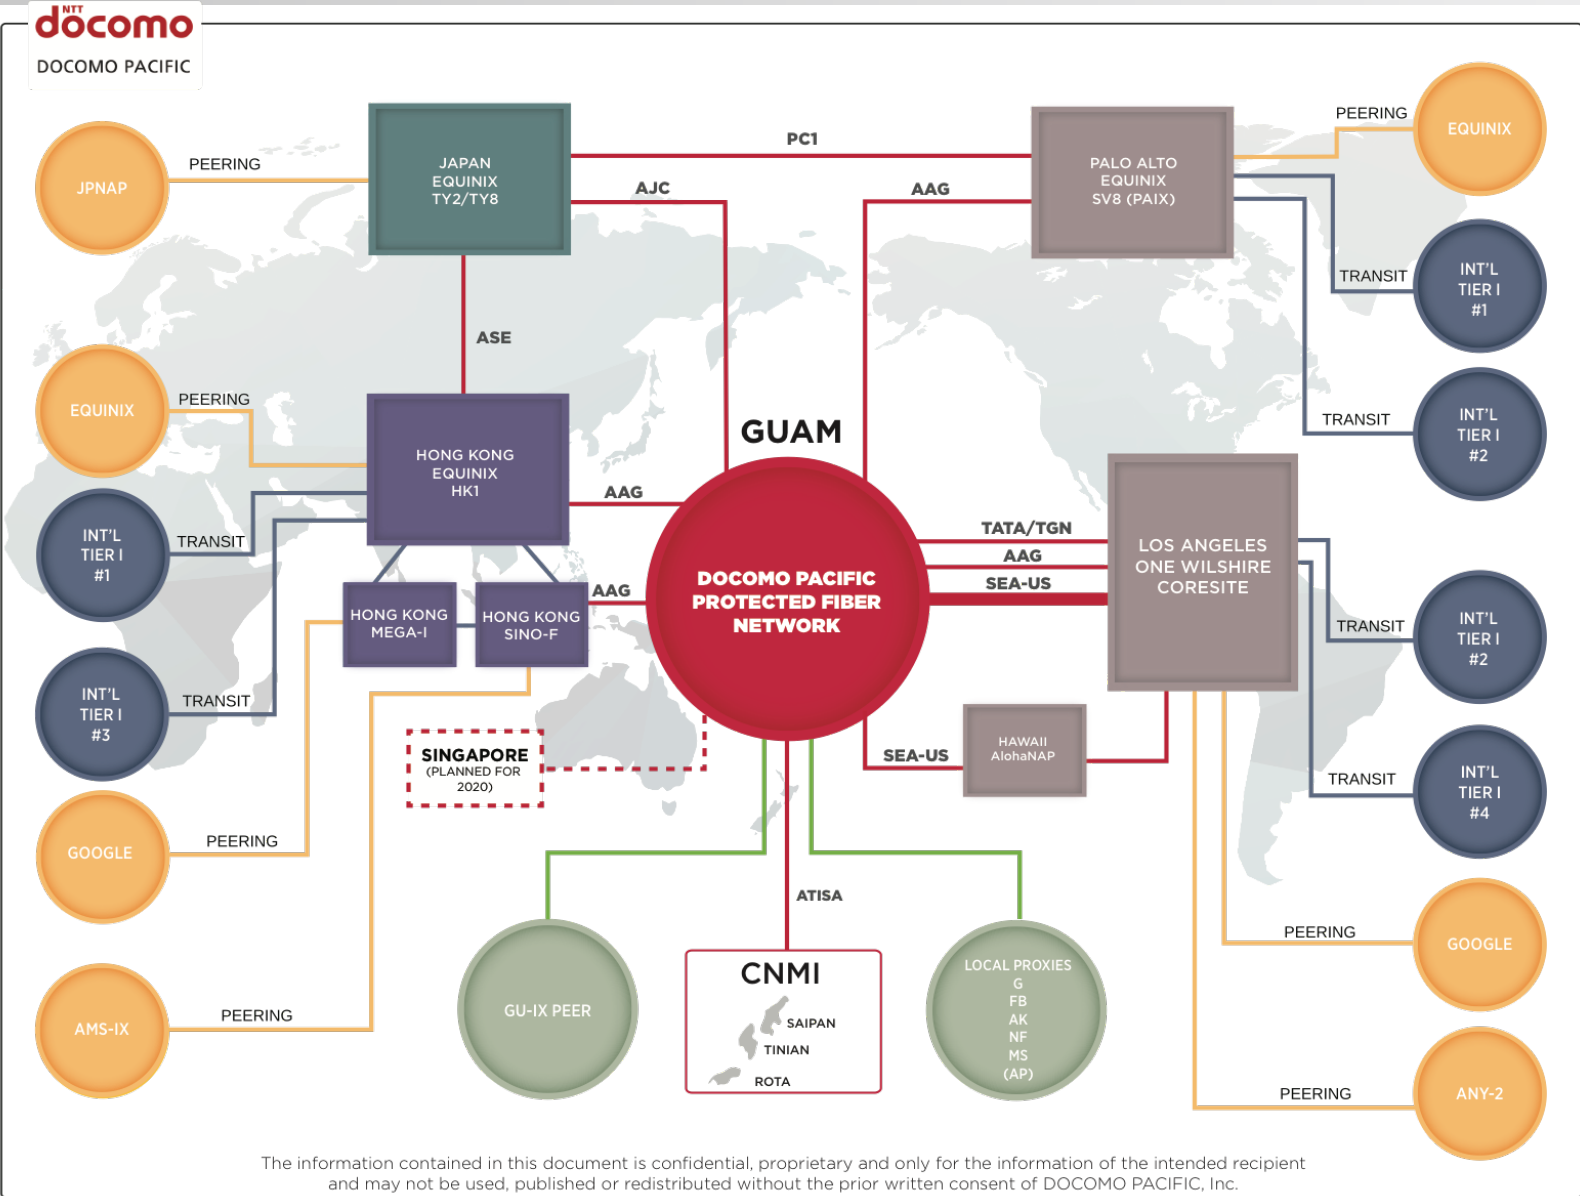 NTT
döcomo
DOCOMO PACIFIC
JPNAP
PEERING
JAPAN
EQUINIX
TY2/TY8
PC1
AJC
AAG
PALO ALTO
EQUINIX
SV8 (PAIX)
PEERING
EQUINIX
TRANSIT
INT'L
TIER I
#1
TRANSIT
INT'L
TIER I
#2
ASE
EQUINIX
PEERING
HONG KONG
EQUINIX
HK1
AAG
GUAM
INT'L
TIER I
#1
TRANSIT
HONG KONG
MEGA-I
HONG KONG
SINO-F
AAG
DOCOMO PACIFIC
PROTECTED FIBER
NETWORK
TATA/TGN
AAG
SEA-US
LOS ANGELES
ONE WILSHIRE
CORESITE
TRANSIT
INT'L
TIER I
#2
INT'L
TIER I
#3
TRANSIT
SINGAPORE
(PLANNED FOR
2020)
SEA-US
HAWAII
AlohaNAP
TRANSIT
INT'L
TIER I
#4
GOOGLE
PEERING
ATISA
PEERING
GOOGLE
AMS-IX
PEERING
GU-IX PEER
CNMI
SAIPAN
TINIAN
ROTA
LOCAL PROXIES
G
FB
AK
NF
MS
(AP)
PEERING
ANY-2
The information contained in this document is confidential, proprietary and only for the information of the intended recipient
and may not be used, published or redistributed without the prior written consent of DOCOMO PACIFIC, Inc.